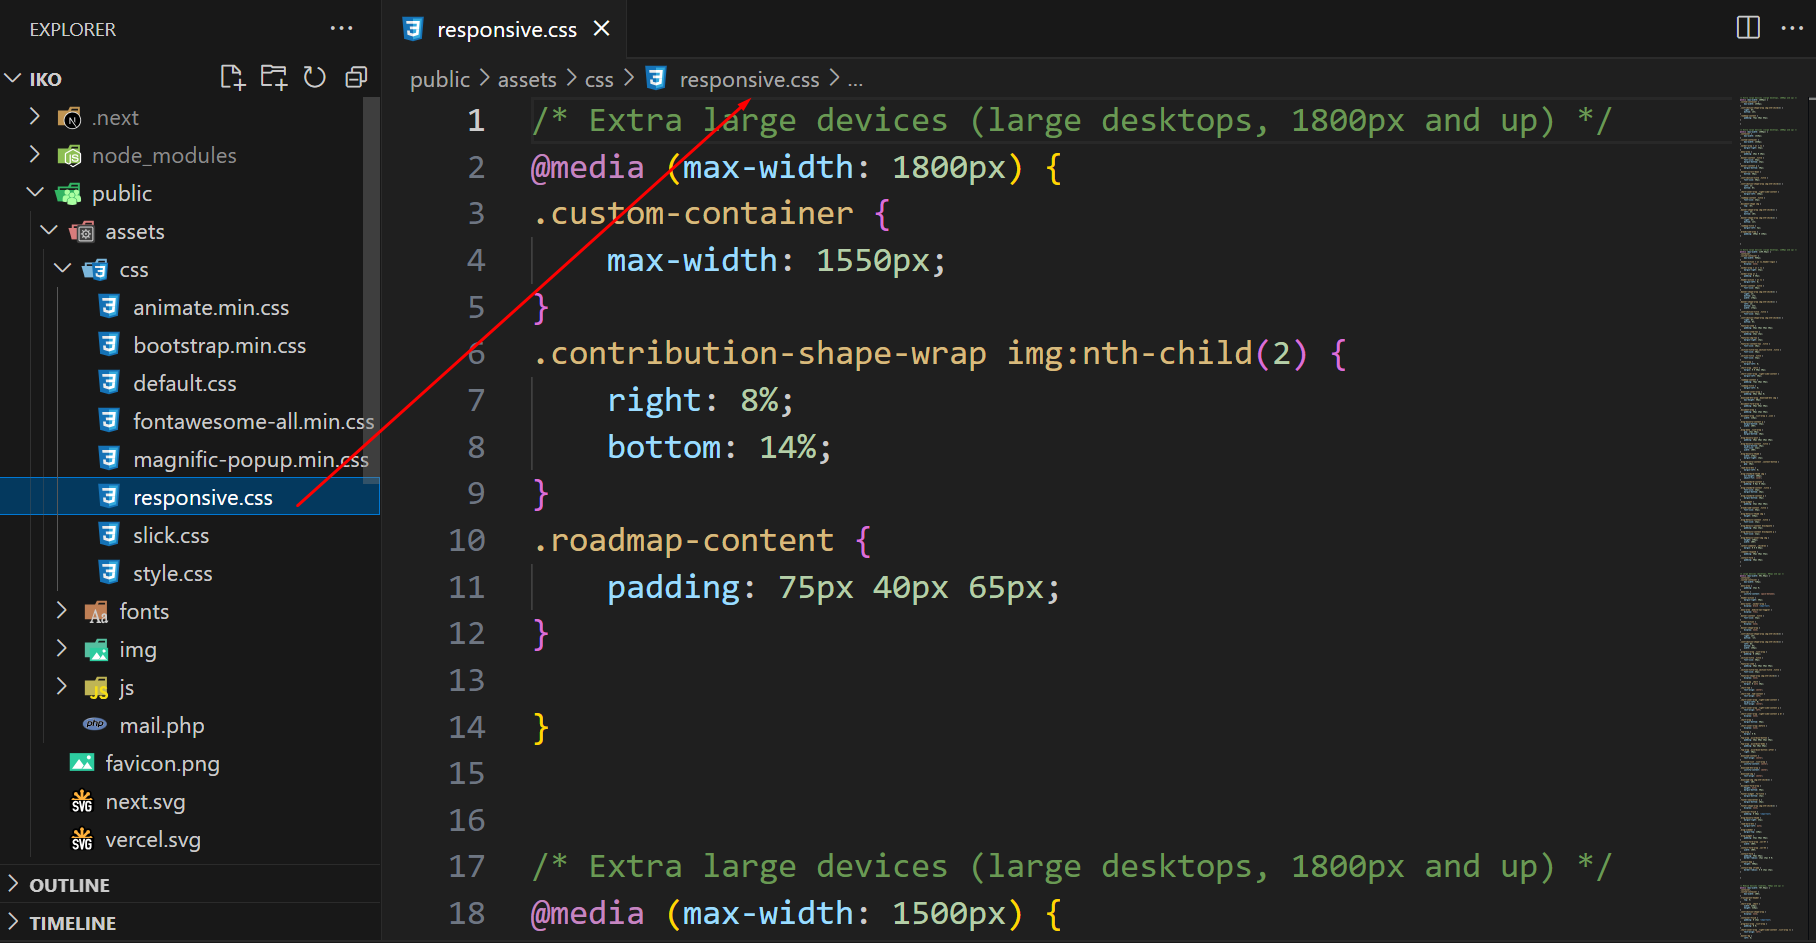 EXPLORER
IKO
.next
node_modules
public
assets
css
animate.min.css
bootstrap.min.css
default.css
fontawesome-all.min.css
magnific-popup.min.css
responsive.css
slick.css
style.css
fonts
img
js
mail.php
favicon.png
next.svg
vercel.svg
OUTLINE
TIMELINE
responsive.css
public > assets > css > responsive.css > ...
1 /* Extra large devices (large desktops, 1800px and up) */
2 @media (max-width: 1800px) {
3 .custom-container {
4 max-width: 1550px;
5 }
6 .contribution-shape-wrap img:nth-child(2) {
7 right: 8%;
8 bottom: 14%;
9 }
10 .roadmap-content {
11 padding: 75px 40px 65px;
12 }
13
14 }
15
16
17 /* Extra large devices (large desktops, 1800px and up) */
18 @media (max-width: 1500px) {